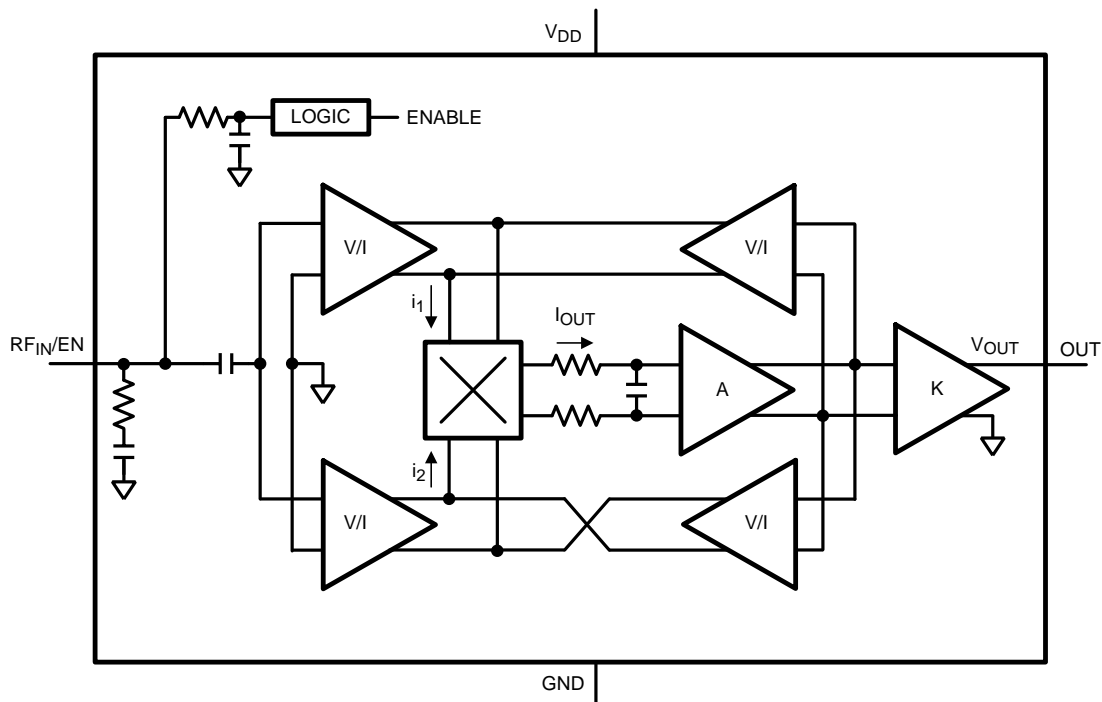 VDD
LOGIC
ENABLE
V/I
V/I
i1
IOUT
RFIN/EN
VOUT
OUT
A
K
i2
V/I
V/I
GND